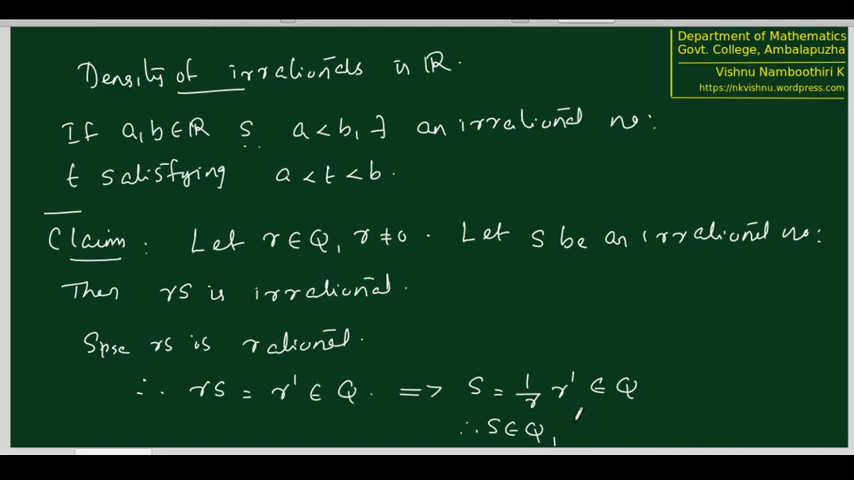 Department of Mathematics
Govt. College, Ambalapuzha
Vishnu Namboothiri K
https://nkvishnu.wordpress.com
Density of irrationals in ℝ.
If a, b ∈ ℝ ∋ a < b, ∃ an irrational no:
t satisfying a < t < b.
Claim: Let r ∈ Q, r ≠ 0. Let s be an irrational no:
Then rs is irrational.
Spse rs is rational.
∴ rs = r' ∈ Q. ⟹ s = 1/r r' ∈ Q
∴ s ∈ Q,